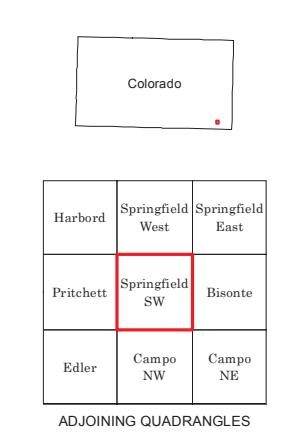 Colorado
Harbord
Springfield
West
Springfield
East
Pritchett
Springfield
SW
Bisonte
Edler
Campo
NW
Campo
NE
ADJOINING QUADRANGLES